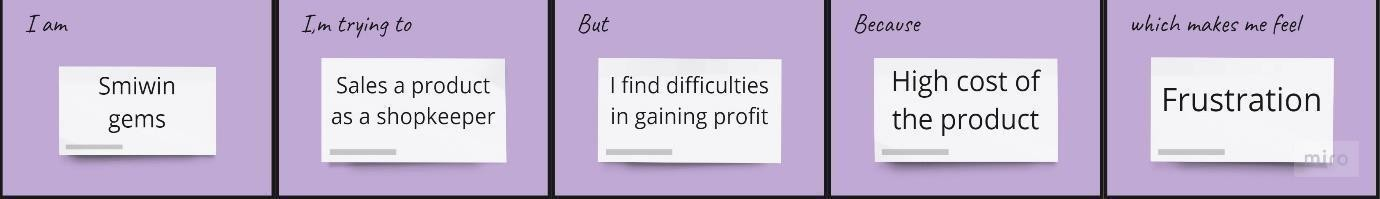 I am
Smiwin
gems
I,m trying to
Sales a product
as a shopkeeper
But
I find difficulties
in gaining profit
Because
High cost of
the product
which makes me feel
Frustration
miro